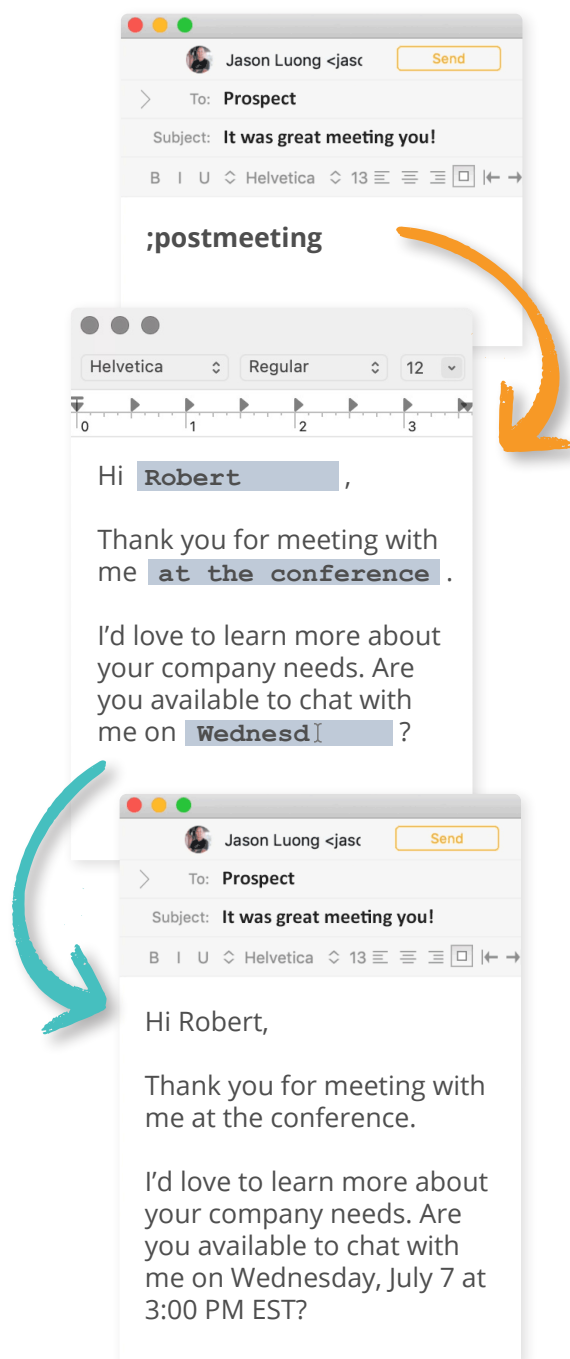 Jason Luong <jasc
Send
To: Prospect
Subject: It was great meeting you!
B I U Helvetica 13
;postmeeting
Helvetica Regular 12
0 1 2 3
Hi Robert ,
Thank you for meeting with
me at the conference .
I’d love to learn more about
your company needs. Are
you available to chat with
me on Wednesd ?
Jason Luong <jasc
Send
To: Prospect
Subject: It was great meeting you!
B I U Helvetica 13
Hi Robert,
Thank you for meeting with
me at the conference.
I’d love to learn more about
your company needs. Are
you available to chat with
me on Wednesday, July 7 at
3:00 PM EST?